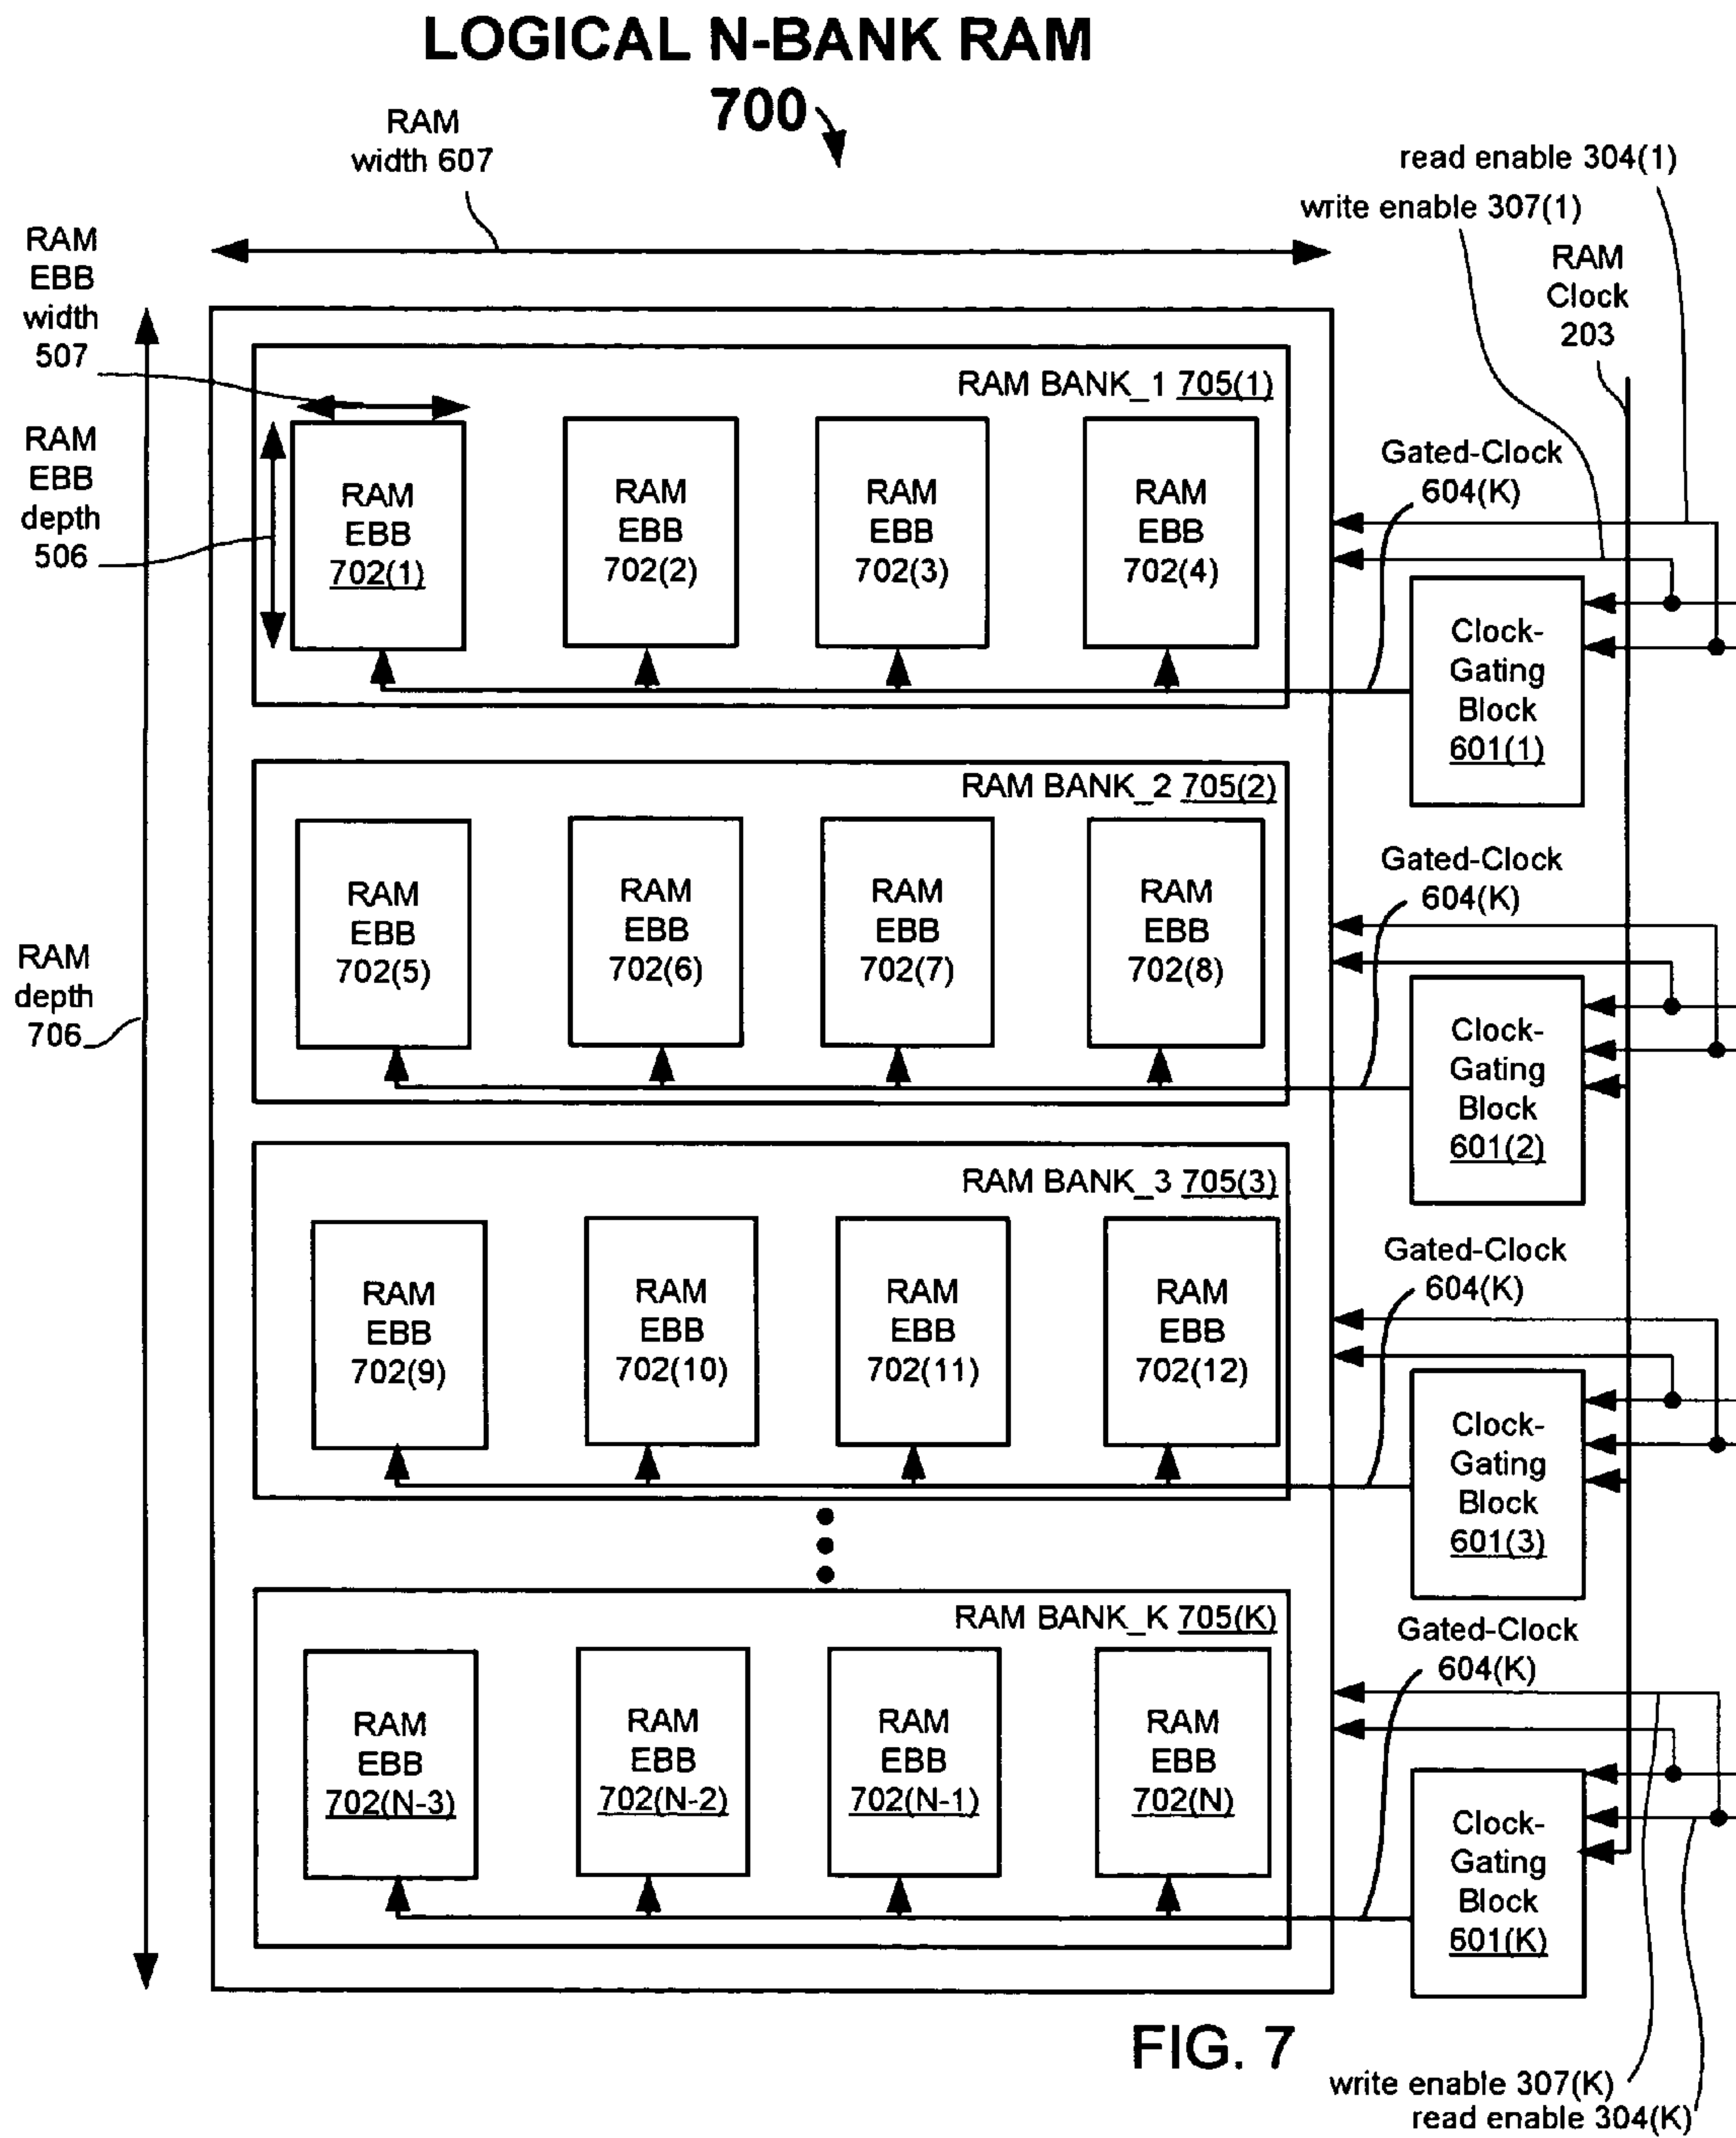 LOGICAL N-BANK RAM
700
RAM
width 607
read enable 304(1)
write enable 307(1)
RAM
Clock
203
RAM
EBB
width
507
RAM
EBB
depth
506
RAM
depth
706
RAM BANK_1 705(1)
RAM
EBB
702(1)
RAM
EBB
702(2)
RAM
EBB
702(3)
RAM
EBB
702(4)
Gated-Clock
604(K)
Clock-
Gating
Block
601(1)
RAM BANK_2 705(2)
RAM
EBB
702(5)
RAM
EBB
702(6)
RAM
EBB
702(7)
RAM
EBB
702(8)
Gated-Clock
604(K)
Clock-
Gating
Block
601(2)
RAM BANK_3 705(3)
RAM
EBB
702(9)
RAM
EBB
702(10)
RAM
EBB
702(11)
RAM
EBB
702(12)
Gated-Clock
604(K)
Clock-
Gating
Block
601(3)
RAM BANK_K 705(K)
RAM
EBB
702(N-3)
RAM
EBB
702(N-2)
RAM
EBB
702(N-1)
RAM
EBB
702(N)
Gated-Clock
604(K)
Clock-
Gating
Block
601(K)
FIG. 7
write enable 307(K)
read enable 304(K)